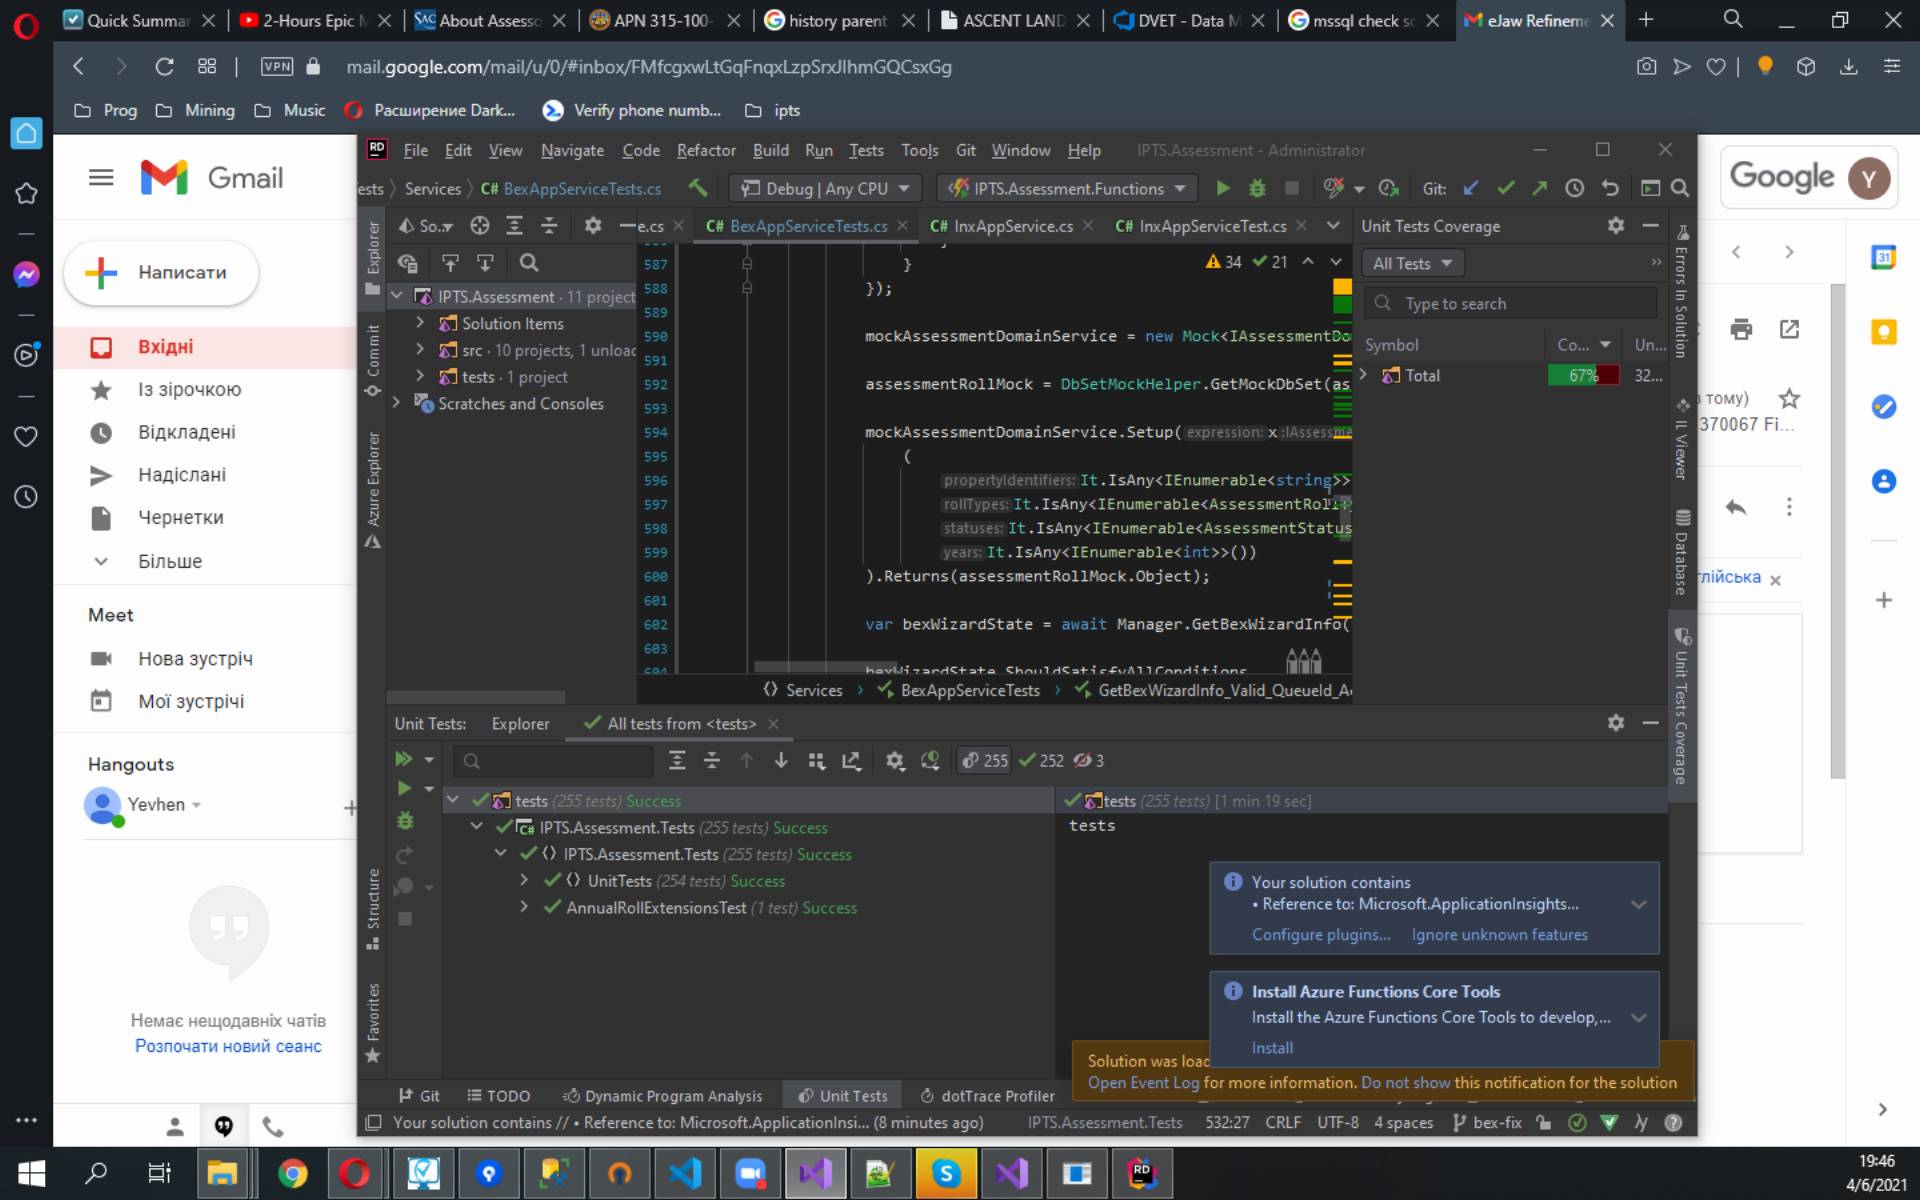 Quick Summar
2-Hours Epic M
About Assesso
APN 315-100-
history parent
ASCENT LAND
DVET - Data M
mssql check sc
eJaw Refineme
VPN
mail.google.com/mail/u/0/#inbox/FMfcgxwLtGqFnqxLzpSrxJlhmGQCsxGg
Prog
Mining
Music
Расширение Dark...
Verify phone numb...
ipts
Gmail
Написати
Вхідні
Із зірочкою
Відкладені
Надіслані
Чернетки
Більше
Meet
Нова зустріч
Мої зустрічі
Hangouts
Yevhen
Немає нещодавніх чатів
Розпочати новий сеанс
File Edit View Navigate Code Refactor Build Run Tests Tools Git Window Help IPTS.Assessment - Administrator
ests Services C# BexAppServiceTests.cs
Debug | Any CPU
IPTS.Assessment.Functions
Git:
So..
e.cs
C# BexAppServiceTests.cs
C# InxAppService.cs
C# InxAppServiceTest.cs
Explorer
Commit
Azure Explorer
Structure
Favorites
IPTS.Assessment · 11 project
Solution Items
src · 10 projects, 1 unload
tests · 1 project
Scratches and Consoles
34 21
587 }
588 });
589
590 mockAssessmentDomainService = new Mock<IAssessmentDo
591
592 assessmentRollMock = DbSetMockHelper.GetMockDbSet(as
593
594 mockAssessmentDomainService.Setup( expression: x :IAssessme
595 (
596 propertyIdentifiers: It.IsAny<IEnumerable<string>>
597 rollTypes: It.IsAny<IEnumerable<AssessmentRoll
598 statuses: It.IsAny<IEnumerable<AssessmentStatus
599 years: It.IsAny<IEnumerable<int>>())
600 ).Returns(assessmentRollMock.Object);
601
602 var bexWizardState = await Manager.GetBexWizardInfo(
603
604 bexWizardState.ShouldSatisfyAllConditions
Services › BexAppServiceTests › GetBexWizardInfo_Valid_QueueId_A
Unit Tests Coverage
All Tests
Type to search
Symbol Co... Un...
Total 67% 32...
Errors In Solution
IL Viewer
Database
Unit Tests Coverage
Unit Tests: Explorer All tests from <tests>
255 252 3
tests (255 tests) Success
IPTS.Assessment.Tests (255 tests) Success
IPTS.Assessment.Tests (255 tests) Success
UnitTests (254 tests) Success
AnnualRollExtensionsTest (1 test) Success
tests (255 tests) [1 min 19 sec]
tests
Your solution contains
• Reference to: Microsoft.ApplicationInsights...
Configure plugins... Ignore unknown features
Install Azure Functions Core Tools
Install the Azure Functions Core Tools to develop,...
Install
Solution was load
Open Event Log for more information. Do not show this notification for the solution
Git TODO Dynamic Program Analysis Unit Tests dotTrace Profiler
Your solution contains // • Reference to: Microsoft.ApplicationInsi... (8 minutes ago) IPTS.Assessment.Tests 532:27 CRLF UTF-8 4 spaces bex-fix
Google
Y
31
тому)
370067 Fi...
глійська
RD
19:46
4/6/2021